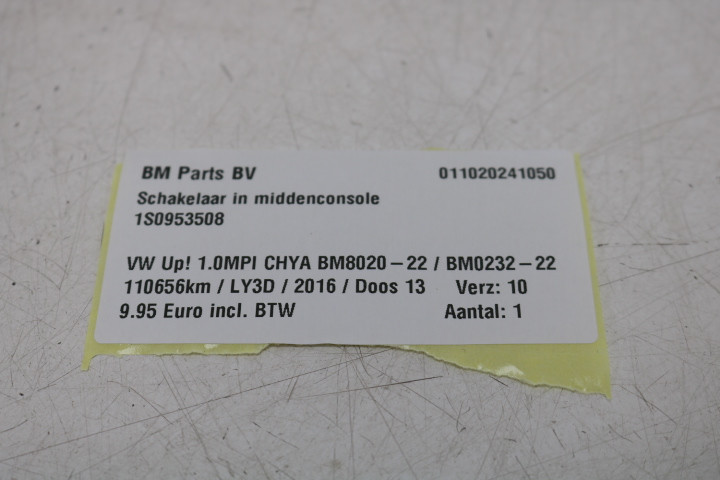 BM Parts BV 011020241050
Schakelaar in middenconsole
1S0953508
VW Up! 1.0MPI CHYA BM8020-22 / BM0232-22
110656km / LY3D / 2016 / Doos 13 Verz: 10
9.95 Euro incl. BTW Aantal: 1